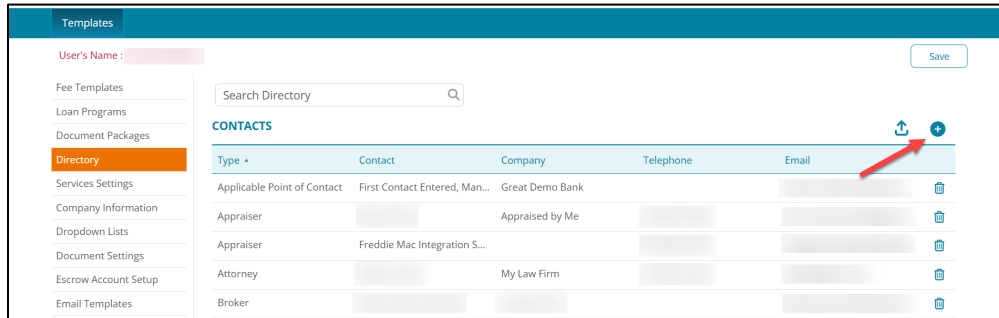 Templates
User's Name :
Save
Fee Templates
Loan Programs
Document Packages
Directory
Services Settings
Company Information
Dropdown Lists
Document Settings
Escrow Account Setup
Email Templates
Search Directory
CONTACTS
Type Contact Company Telephone Email
Applicable Point of Contact First Contact Entered, Man... Great Demo Bank
Appraiser Appraised by Me
Appraiser Freddie Mac Integration S...
Attorney My Law Firm
Broker